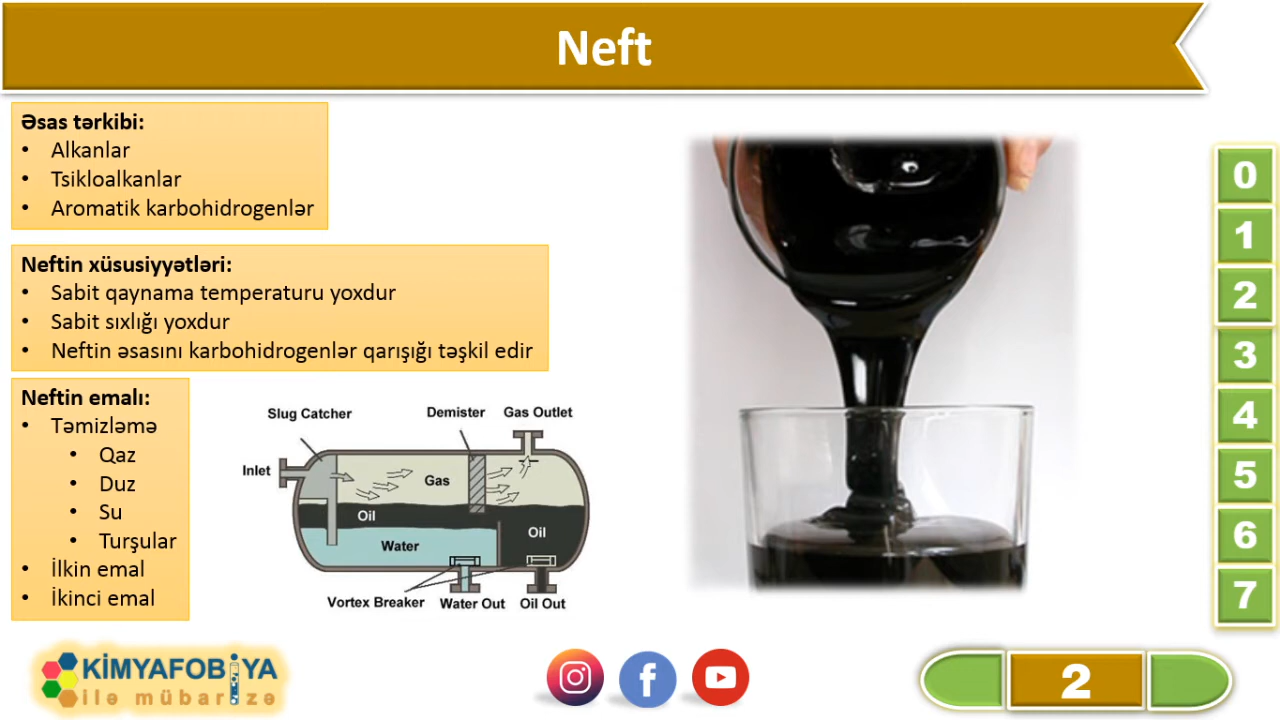 Neft
Əsas tərkibi:
• Alkanlar
• Tsikloalkanlar
• Aromatik karbohidrogenlər
Neftin xüsusiyyətləri:
• Sabit qaynama temperaturu yoxdur
• Sabit sıxlığı yoxdur
• Neftin əsasını karbohidrogenlər qarışığı təşkil edir
Neftin emalı:
• Təmizləmə
• Qaz
• Duz
• Su
• Turşular
• İlkin emal
• İkinci emal
Slug Catcher
Demister
Gas Outlet
Inlet
Gas
Oil
Oil
Water
Vortex Breaker
Water Out
Oil Out
0
1
2
3
4
5
6
7
KİMYAFOBİYA
ilə mübarizə
f
2